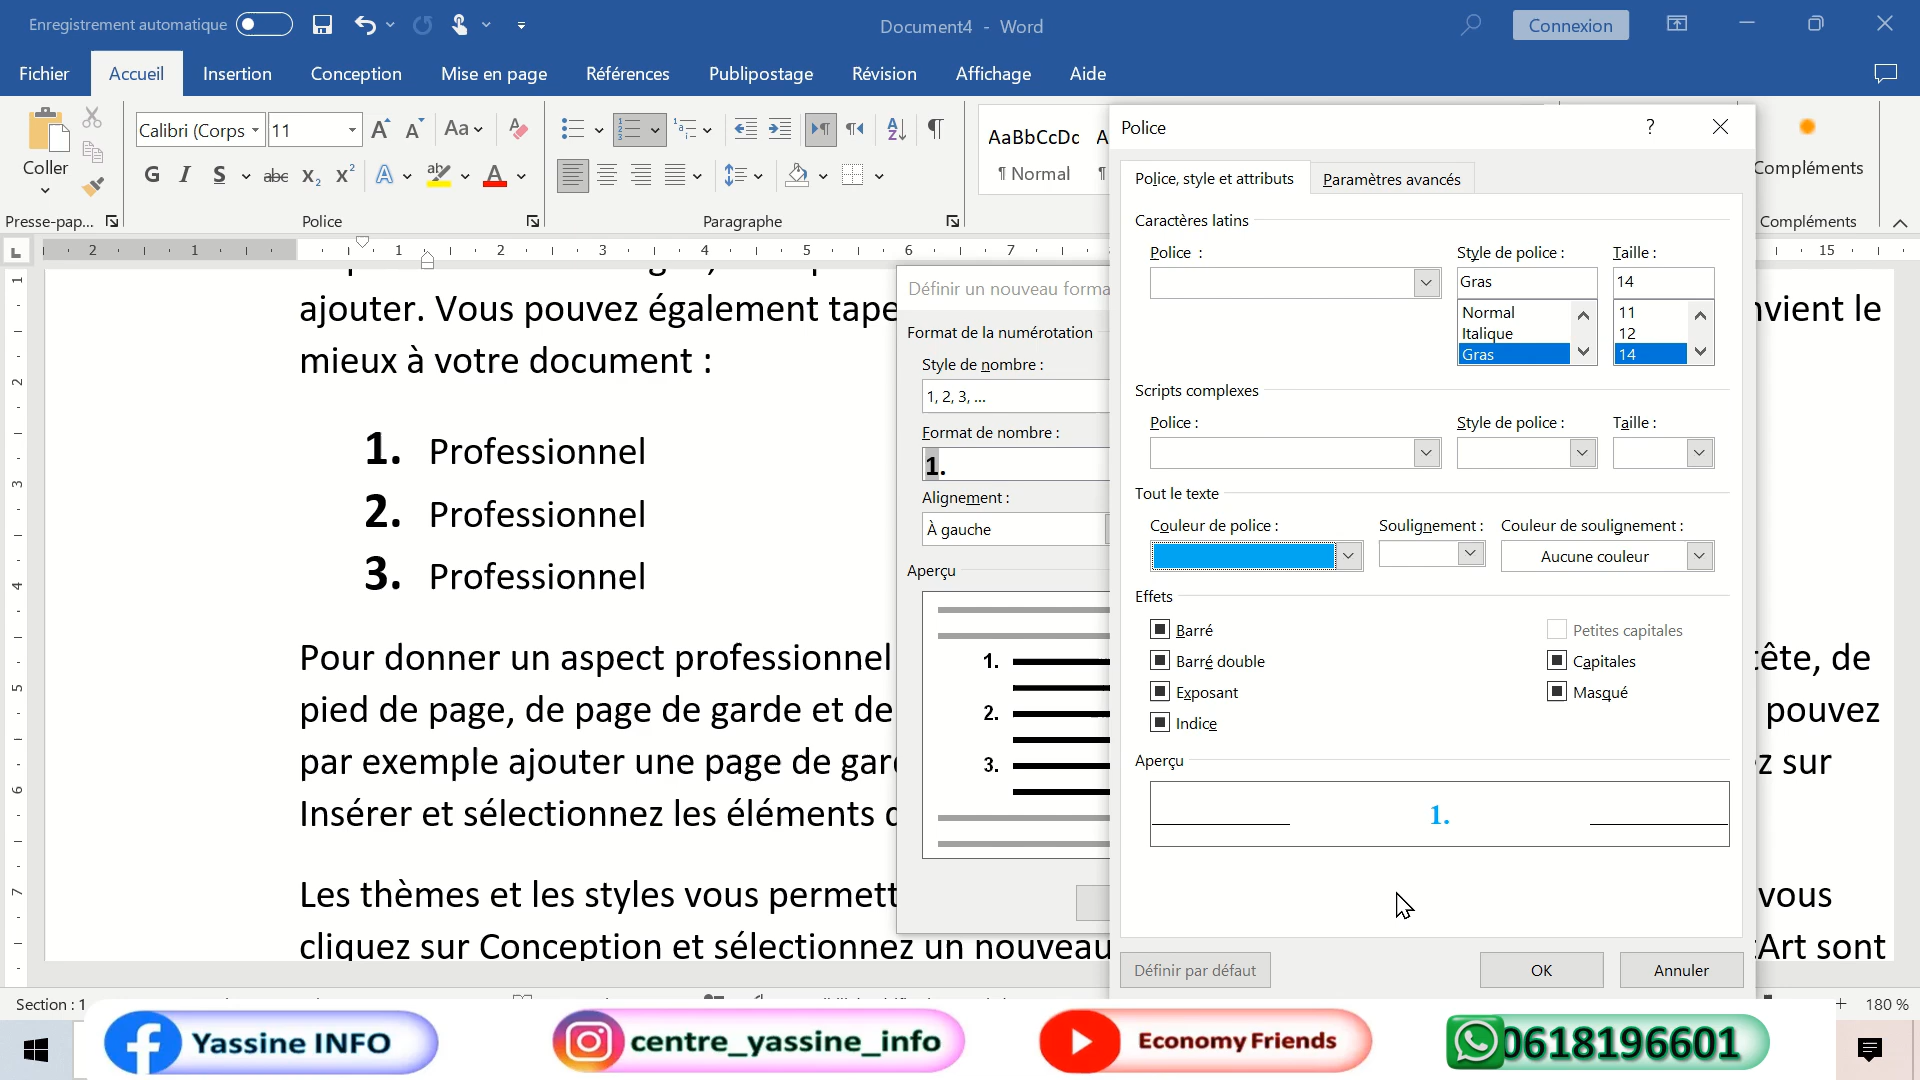 Enregistrement automatique
Document4 - Word
Connexion
Fichier Accueil Insertion Conception Mise en page Références Publipostage Révision Affichage Aide
Coller
Calibri (Corps 11
AaBbCcDc A
¶ Normal ¶
Compléments
Presse-pap... Police Paragraphe Compléments
Police
Police, style et attributs Paramètres avancés
Caractères latins
Police : Style de police : Taille :
Gras 14
Normal 11
Italique 12
Gras 14
Scripts complexes
Police : Style de police : Taille :
Tout le texte
Couleur de police : Soulignement : Couleur de soulignement :
Aucune couleur
Effets
Barré Petites capitales
Barré double Capitales
Exposant Masqué
Indice
Aperçu
1.
Définir par défaut OK Annuler
Définir un nouveau forma
Format de la numérotation
Style de nombre :
1, 2, 3, ...
Format de nombre :
1.
Alignement :
À gauche
Aperçu
1.
2.
3.
ajouter. Vous pouvez également tape nvient le
mieux à votre document :
1. Professionnel
2. Professionnel
3. Professionnel
Pour donner un aspect professionnel tête, de
pied de page, de page de garde et de pouvez
par exemple ajouter une page de gar z sur
Insérer et sélectionnez les éléments
Les thèmes et les styles vous permett vous
cliquez sur Conception et sélectionnez un nouveau tArt sont
Section : 1 180 %
Yassine INFO centre_yassine_info Economy Friends 0618196601